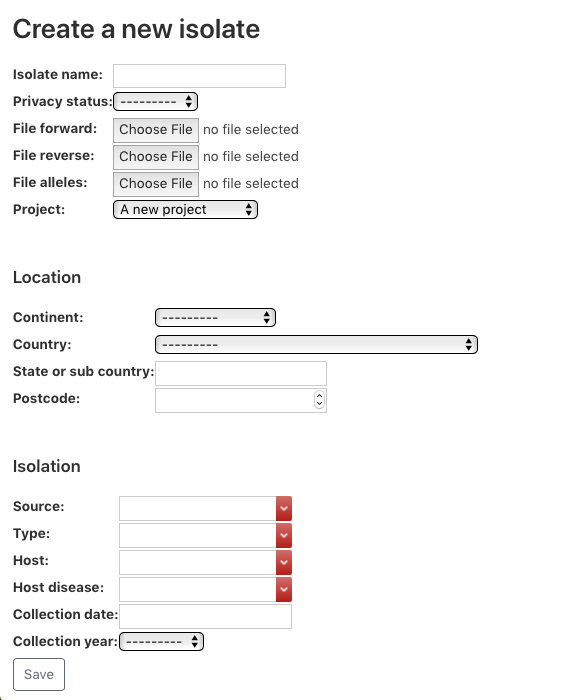 Create a new isolate
Isolate name:
Privacy status: ---------
File forward: Choose File no file selected
File reverse: Choose File no file selected
File alleles: Choose File no file selected
Project: A new project
Location
Continent: ---------
Country: ---------
State or sub country:
Postcode:
Isolation
Source:
Type:
Host:
Host disease:
Collection date:
Collection year: ---------
Save